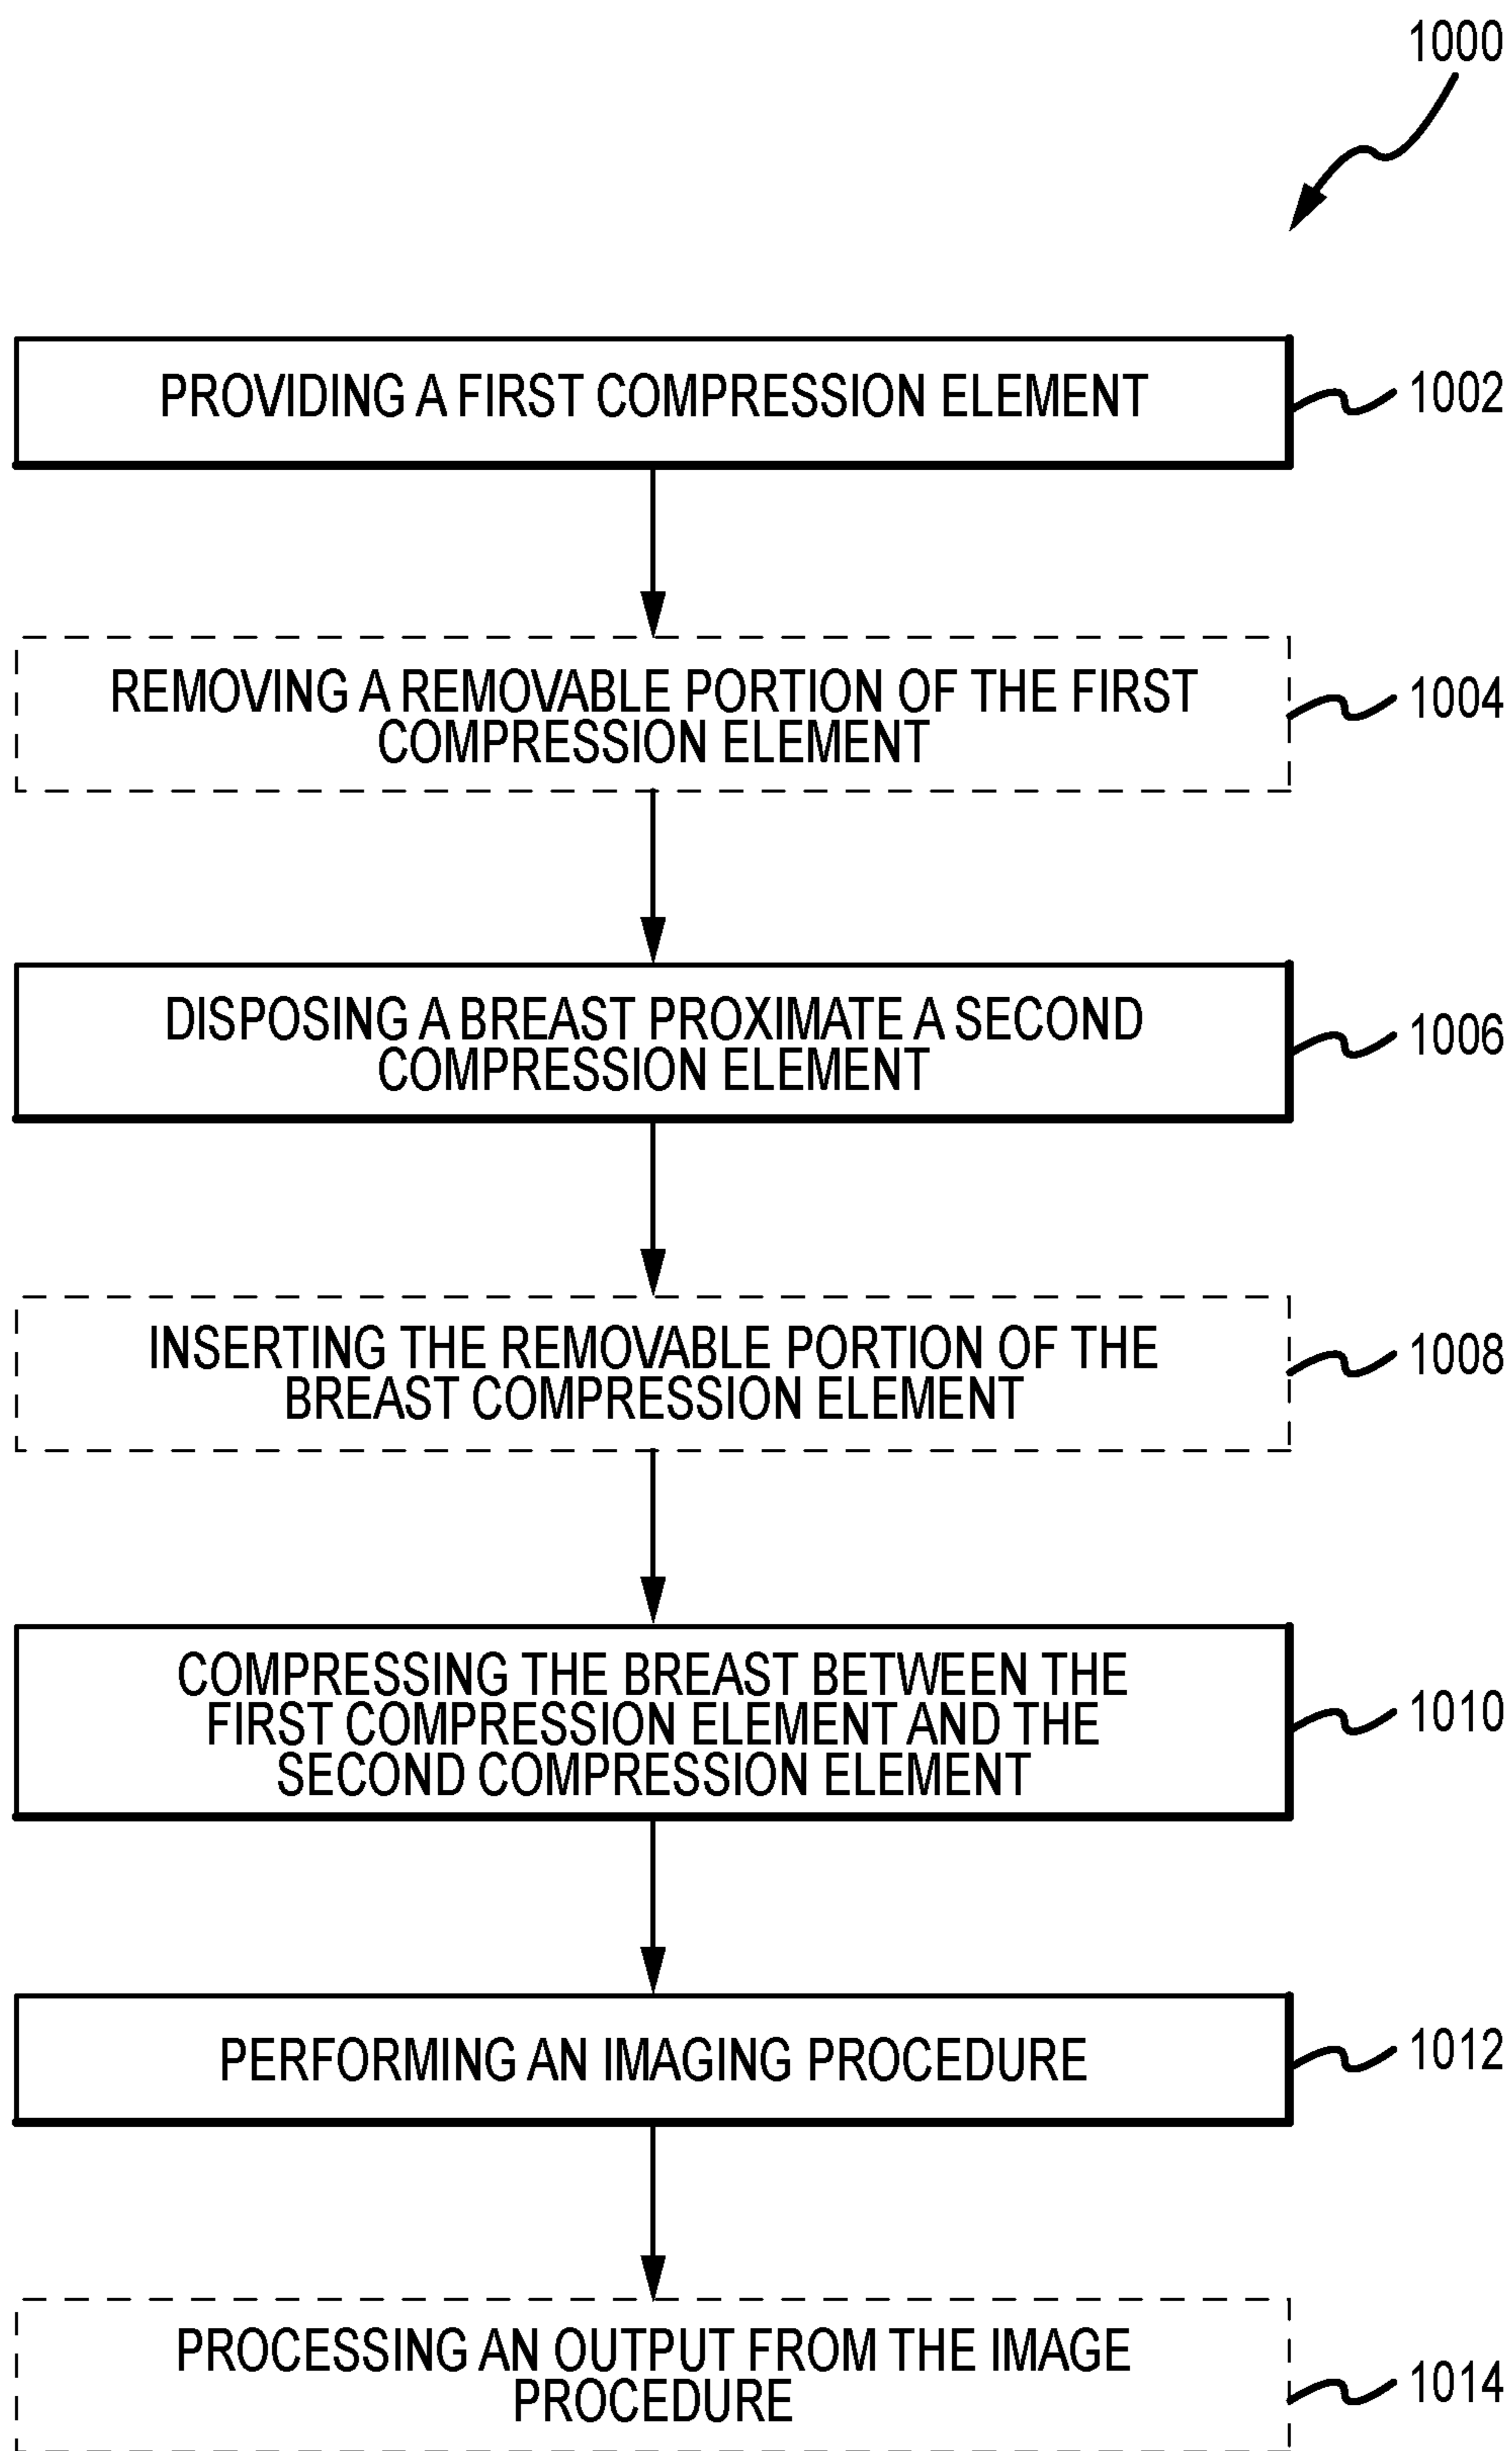 1000
PROVIDING A FIRST COMPRESSION ELEMENT
1002
REMOVING A REMOVABLE PORTION OF THE FIRST
COMPRESSION ELEMENT
1004
DISPOSING A BREAST PROXIMATE A SECOND
COMPRESSION ELEMENT
1006
INSERTING THE REMOVABLE PORTION OF THE
BREAST COMPRESSION ELEMENT
1008
COMPRESSING THE BREAST BETWEEN THE
FIRST COMPRESSION ELEMENT AND THE
SECOND COMPRESSION ELEMENT
1010
PERFORMING AN IMAGING PROCEDURE
1012
PROCESSING AN OUTPUT FROM THE IMAGE
PROCEDURE
1014